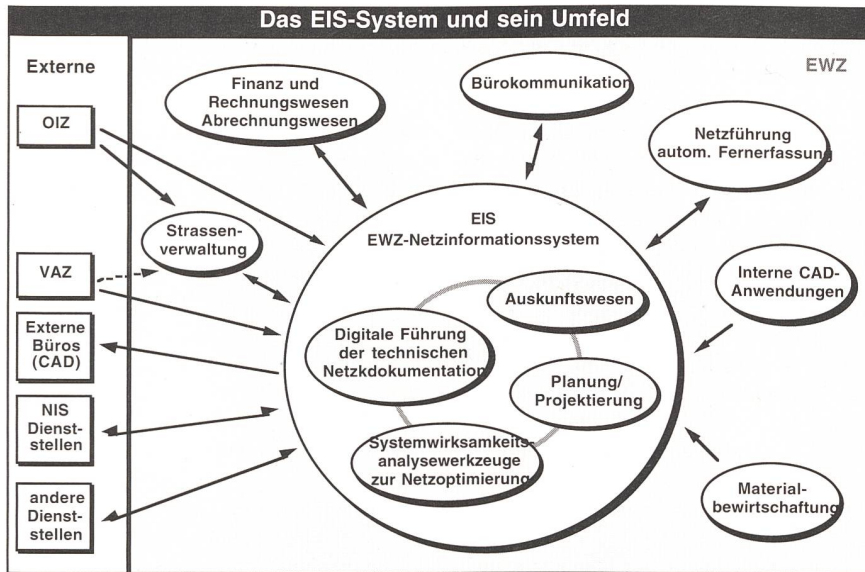 Das EIS-System und sein Umfeld
Externe
EWZ
OIZ
VAZ
Externe
Büros
(CAD)
NIS
Dienst-
stellen
andere
Dienst-
stellen
Finanz und
Rechnungswesen
Abrechnungswesen
Bürokommunikation
Netzführung
autom. Fernerfassung
Strassen-
verwaltung
EIS
EWZ-Netzinformationssystem
Interne CAD-
Anwendungen
Auskunftswesen
Digitale Führung
der technischen
Netzkdokumentation
Planung/
Projektierung
Systemwirksamkeits-
analysewerkzeuge
zur Netzoptimierung
Material-
bewirtschaftung